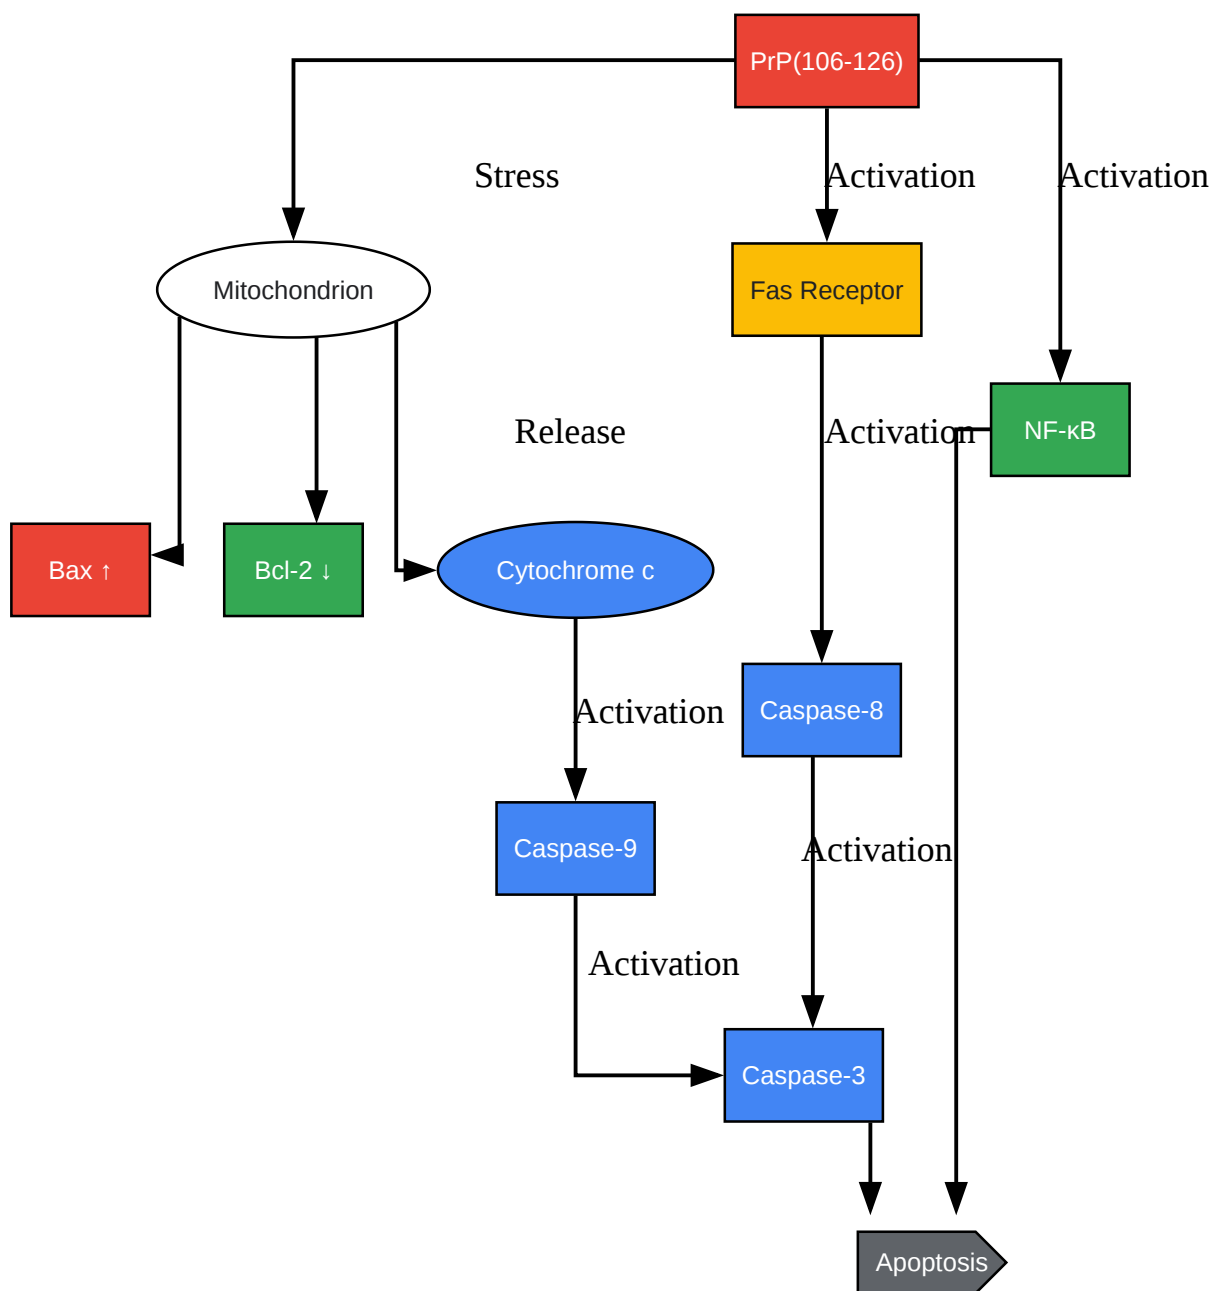 PrP(106-126)
Stress
Activation
Activation
Mitochondrion
Fas Receptor
Release
Activation
NF-κB
Bax ↑
Bcl-2 ↓
Cytochrome c
Activation
Caspase-8
Caspase-9
Activation
Activation
Caspase-3
Apoptosis